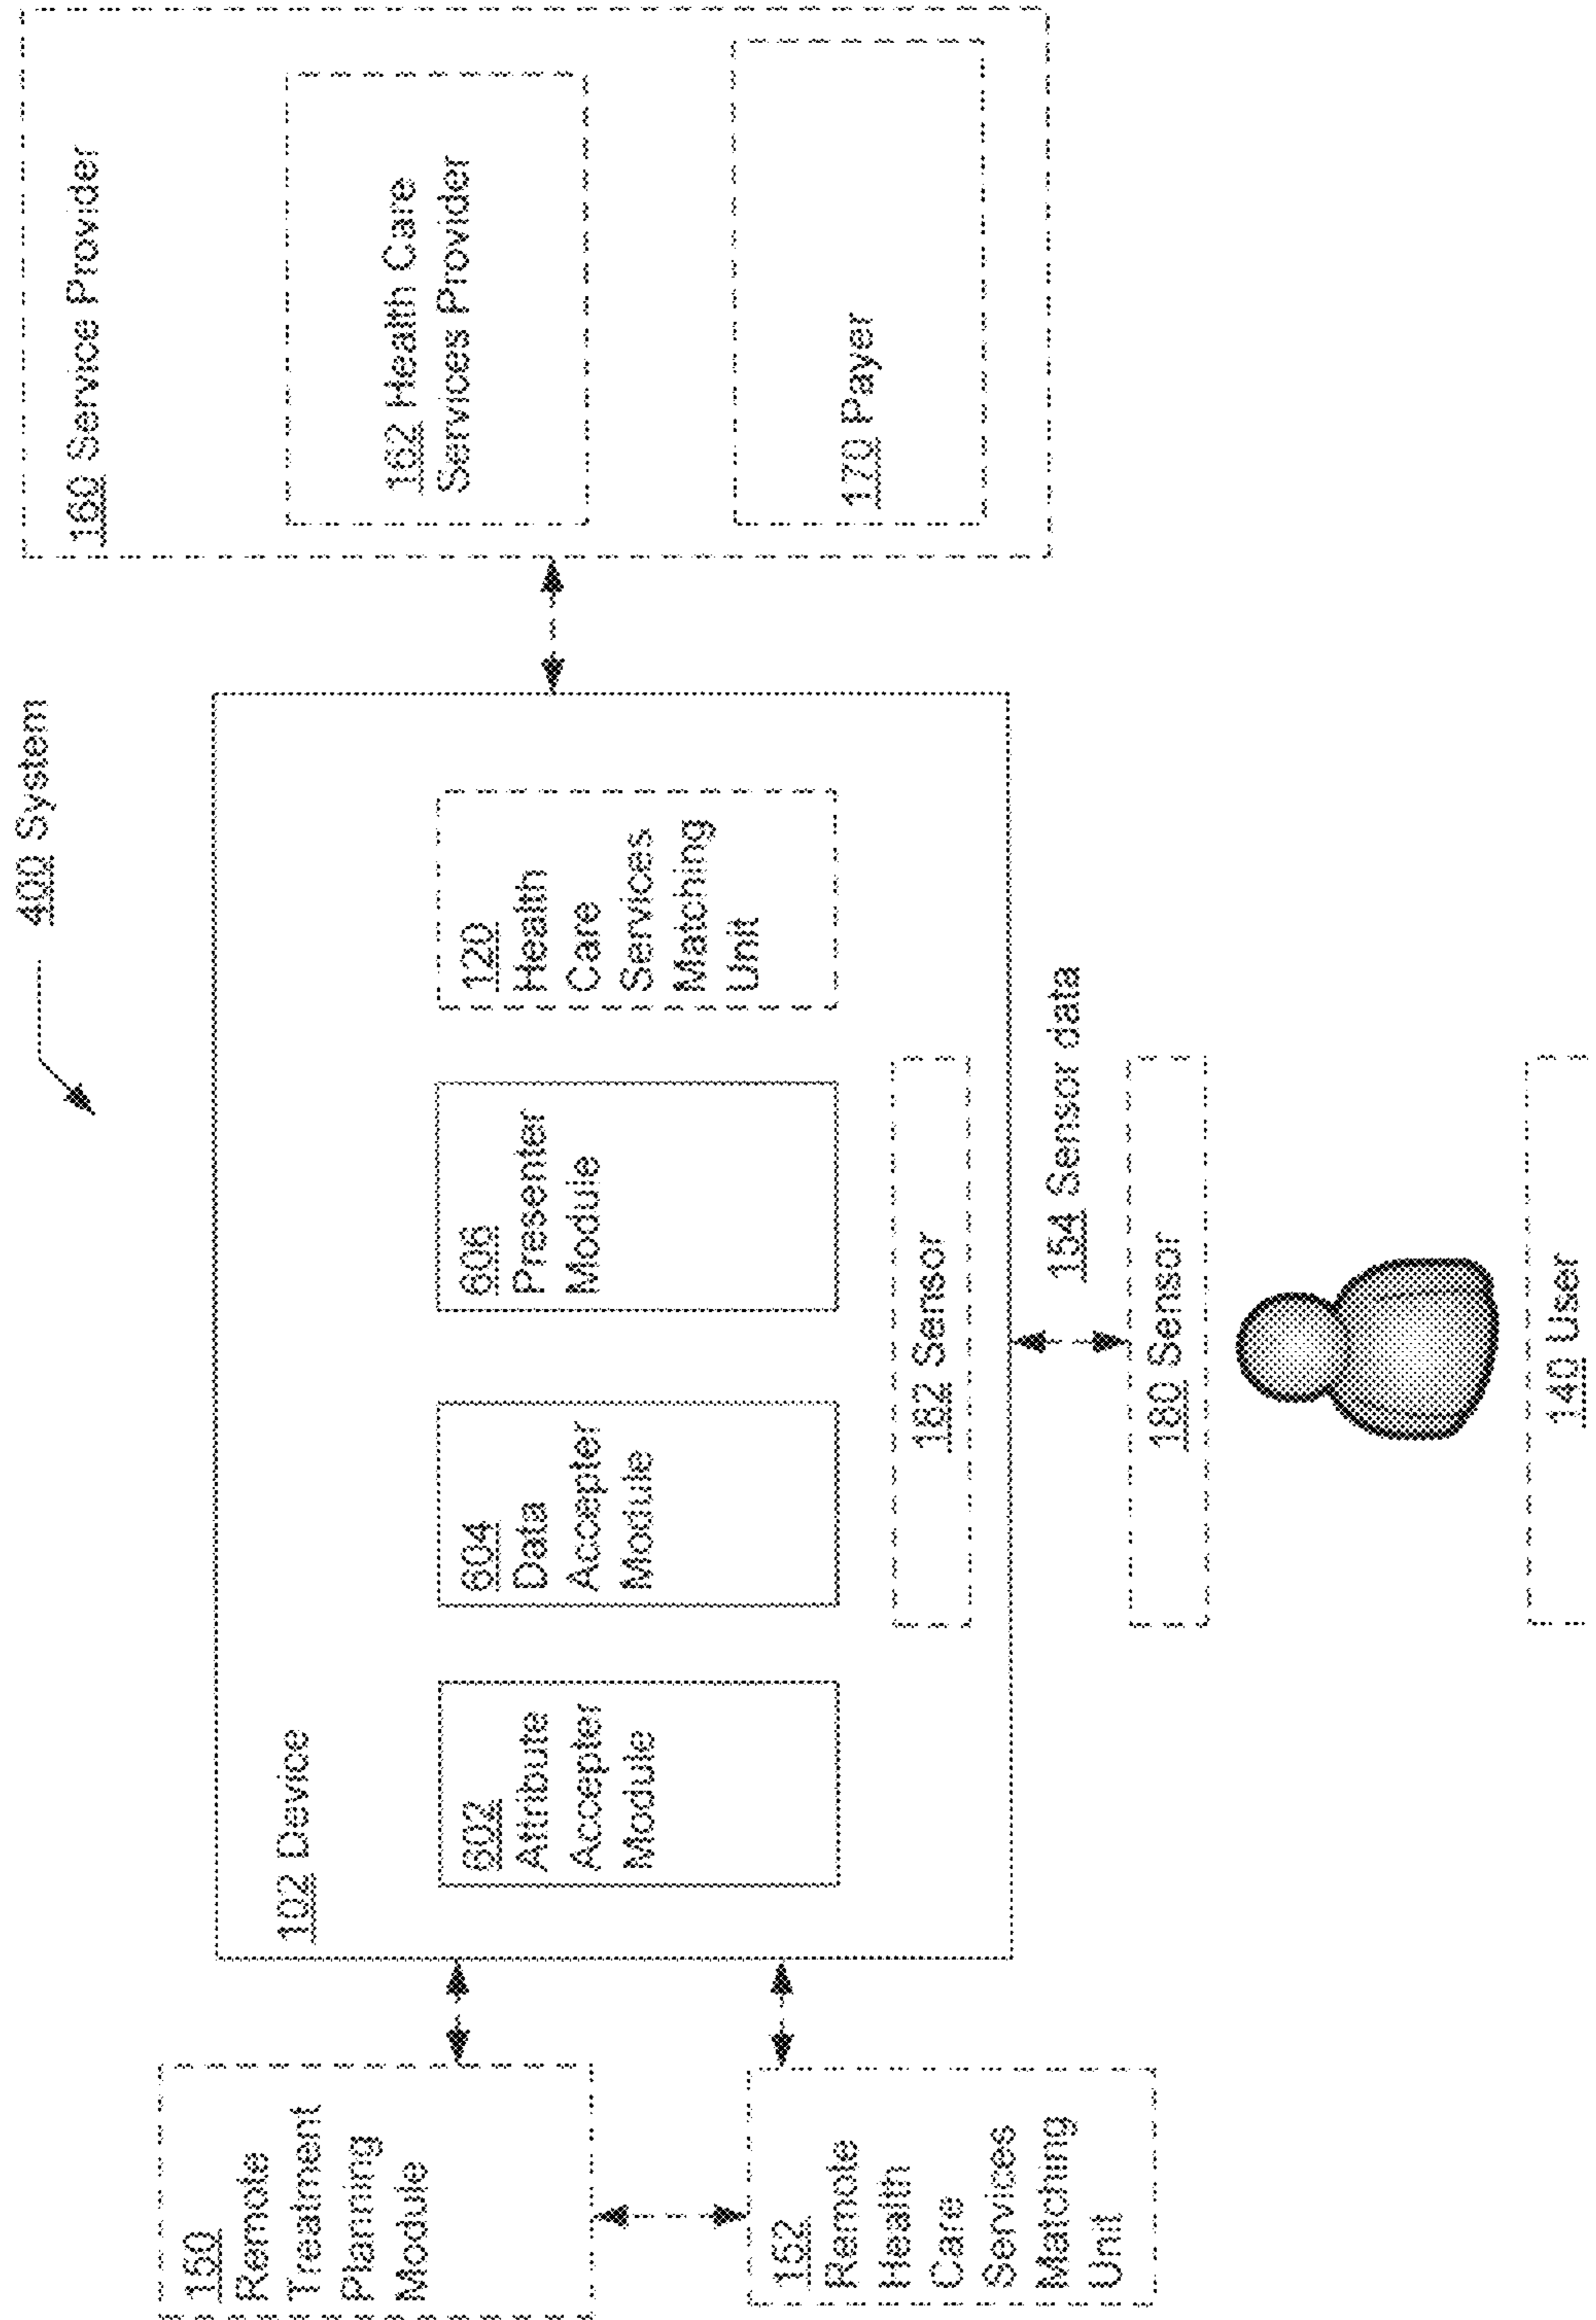 400 System
150
Remote
Treatment
Planning
Module
152
Remote
Health
Care
Services
Matching
Unit
102 Device
602
Attribute
Accepter
Module
604
Data
Accepter
Module
606
Presenter
Module
120
Health
Care
Services
Matching
Unit
182 Sensor
154 Sensor data
180 Sensor
140 User
160 Service Provider
162 Health Care
Services Provider
170 Payer